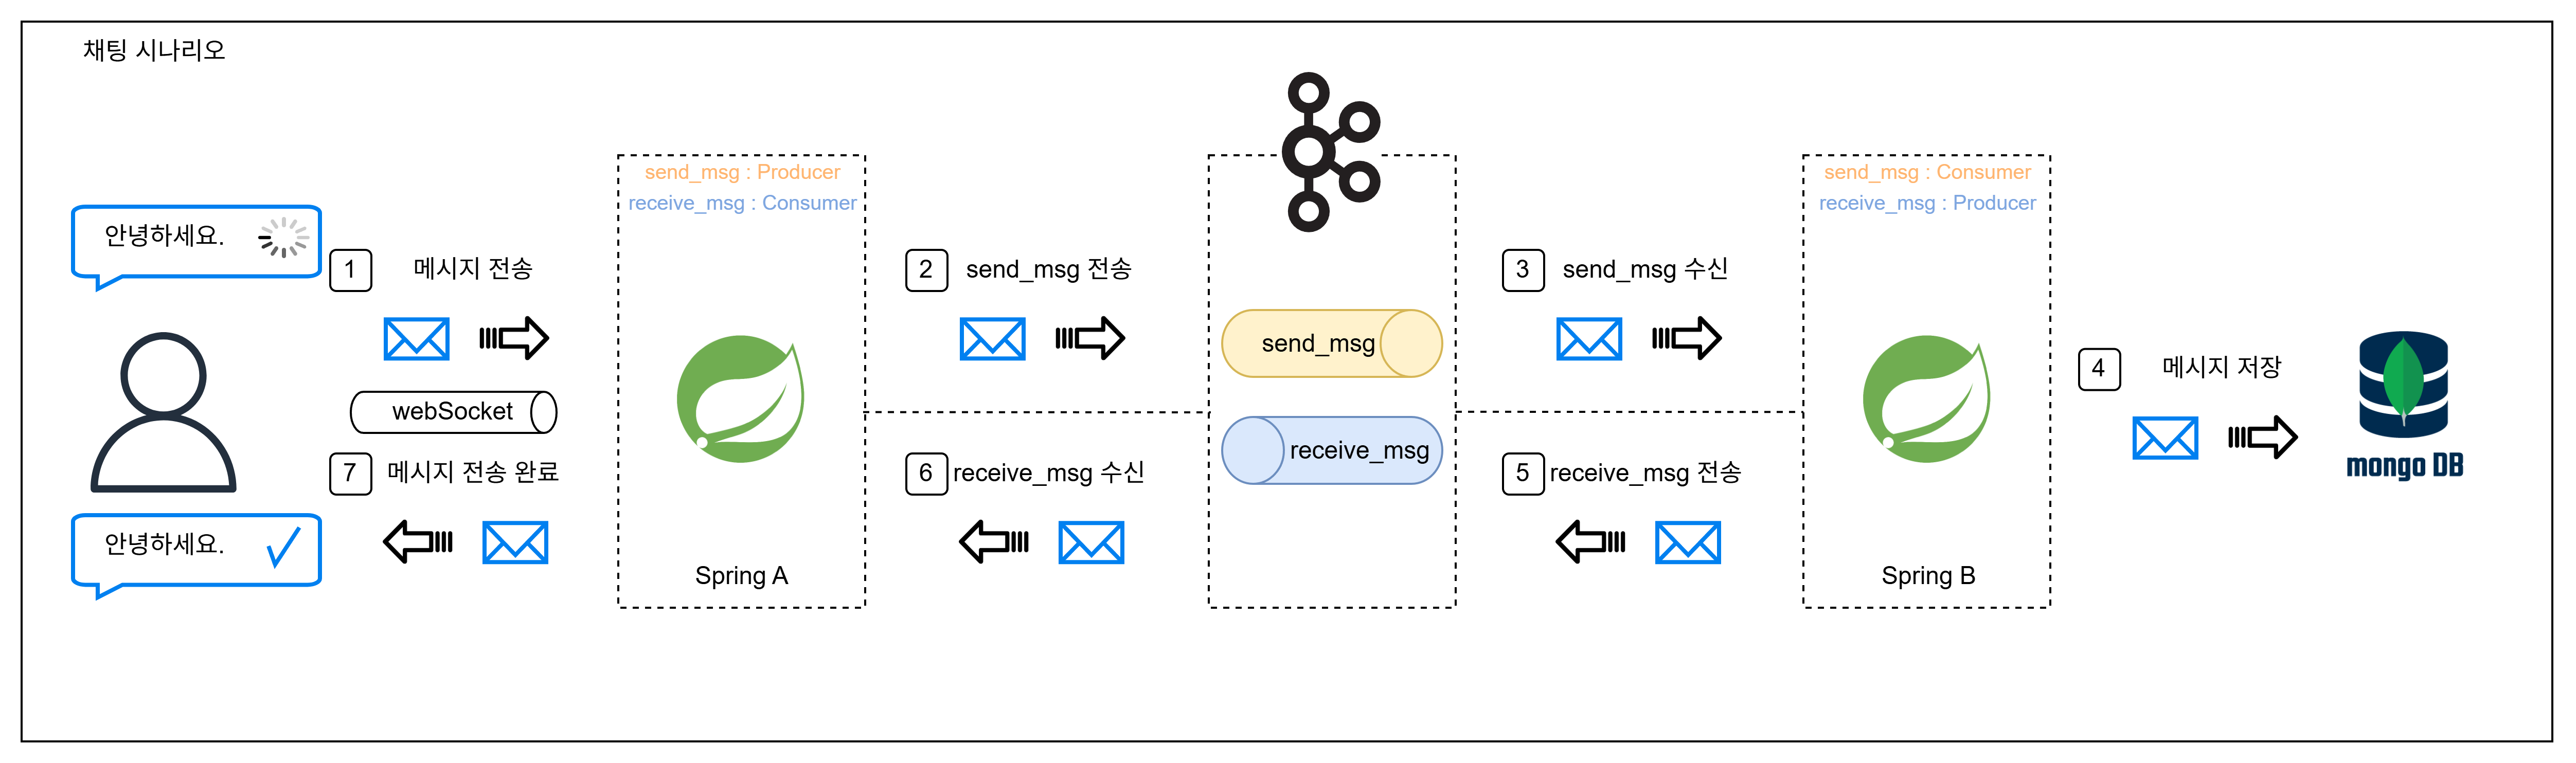 채팅 시나리오
send_msg : Producer
receive_msg : Consumer
send_msg : Consumer
receive_msg : Producer
안녕하세요.
1 메시지 전송
2 send_msg 전송
3 send_msg 수신
send_msg
4 메시지 저장
webSocket
receive_msg
mongo DB
7 메시지 전송 완료
6 receive_msg 수신
5 receive_msg 전송
안녕하세요.
Spring A
Spring B